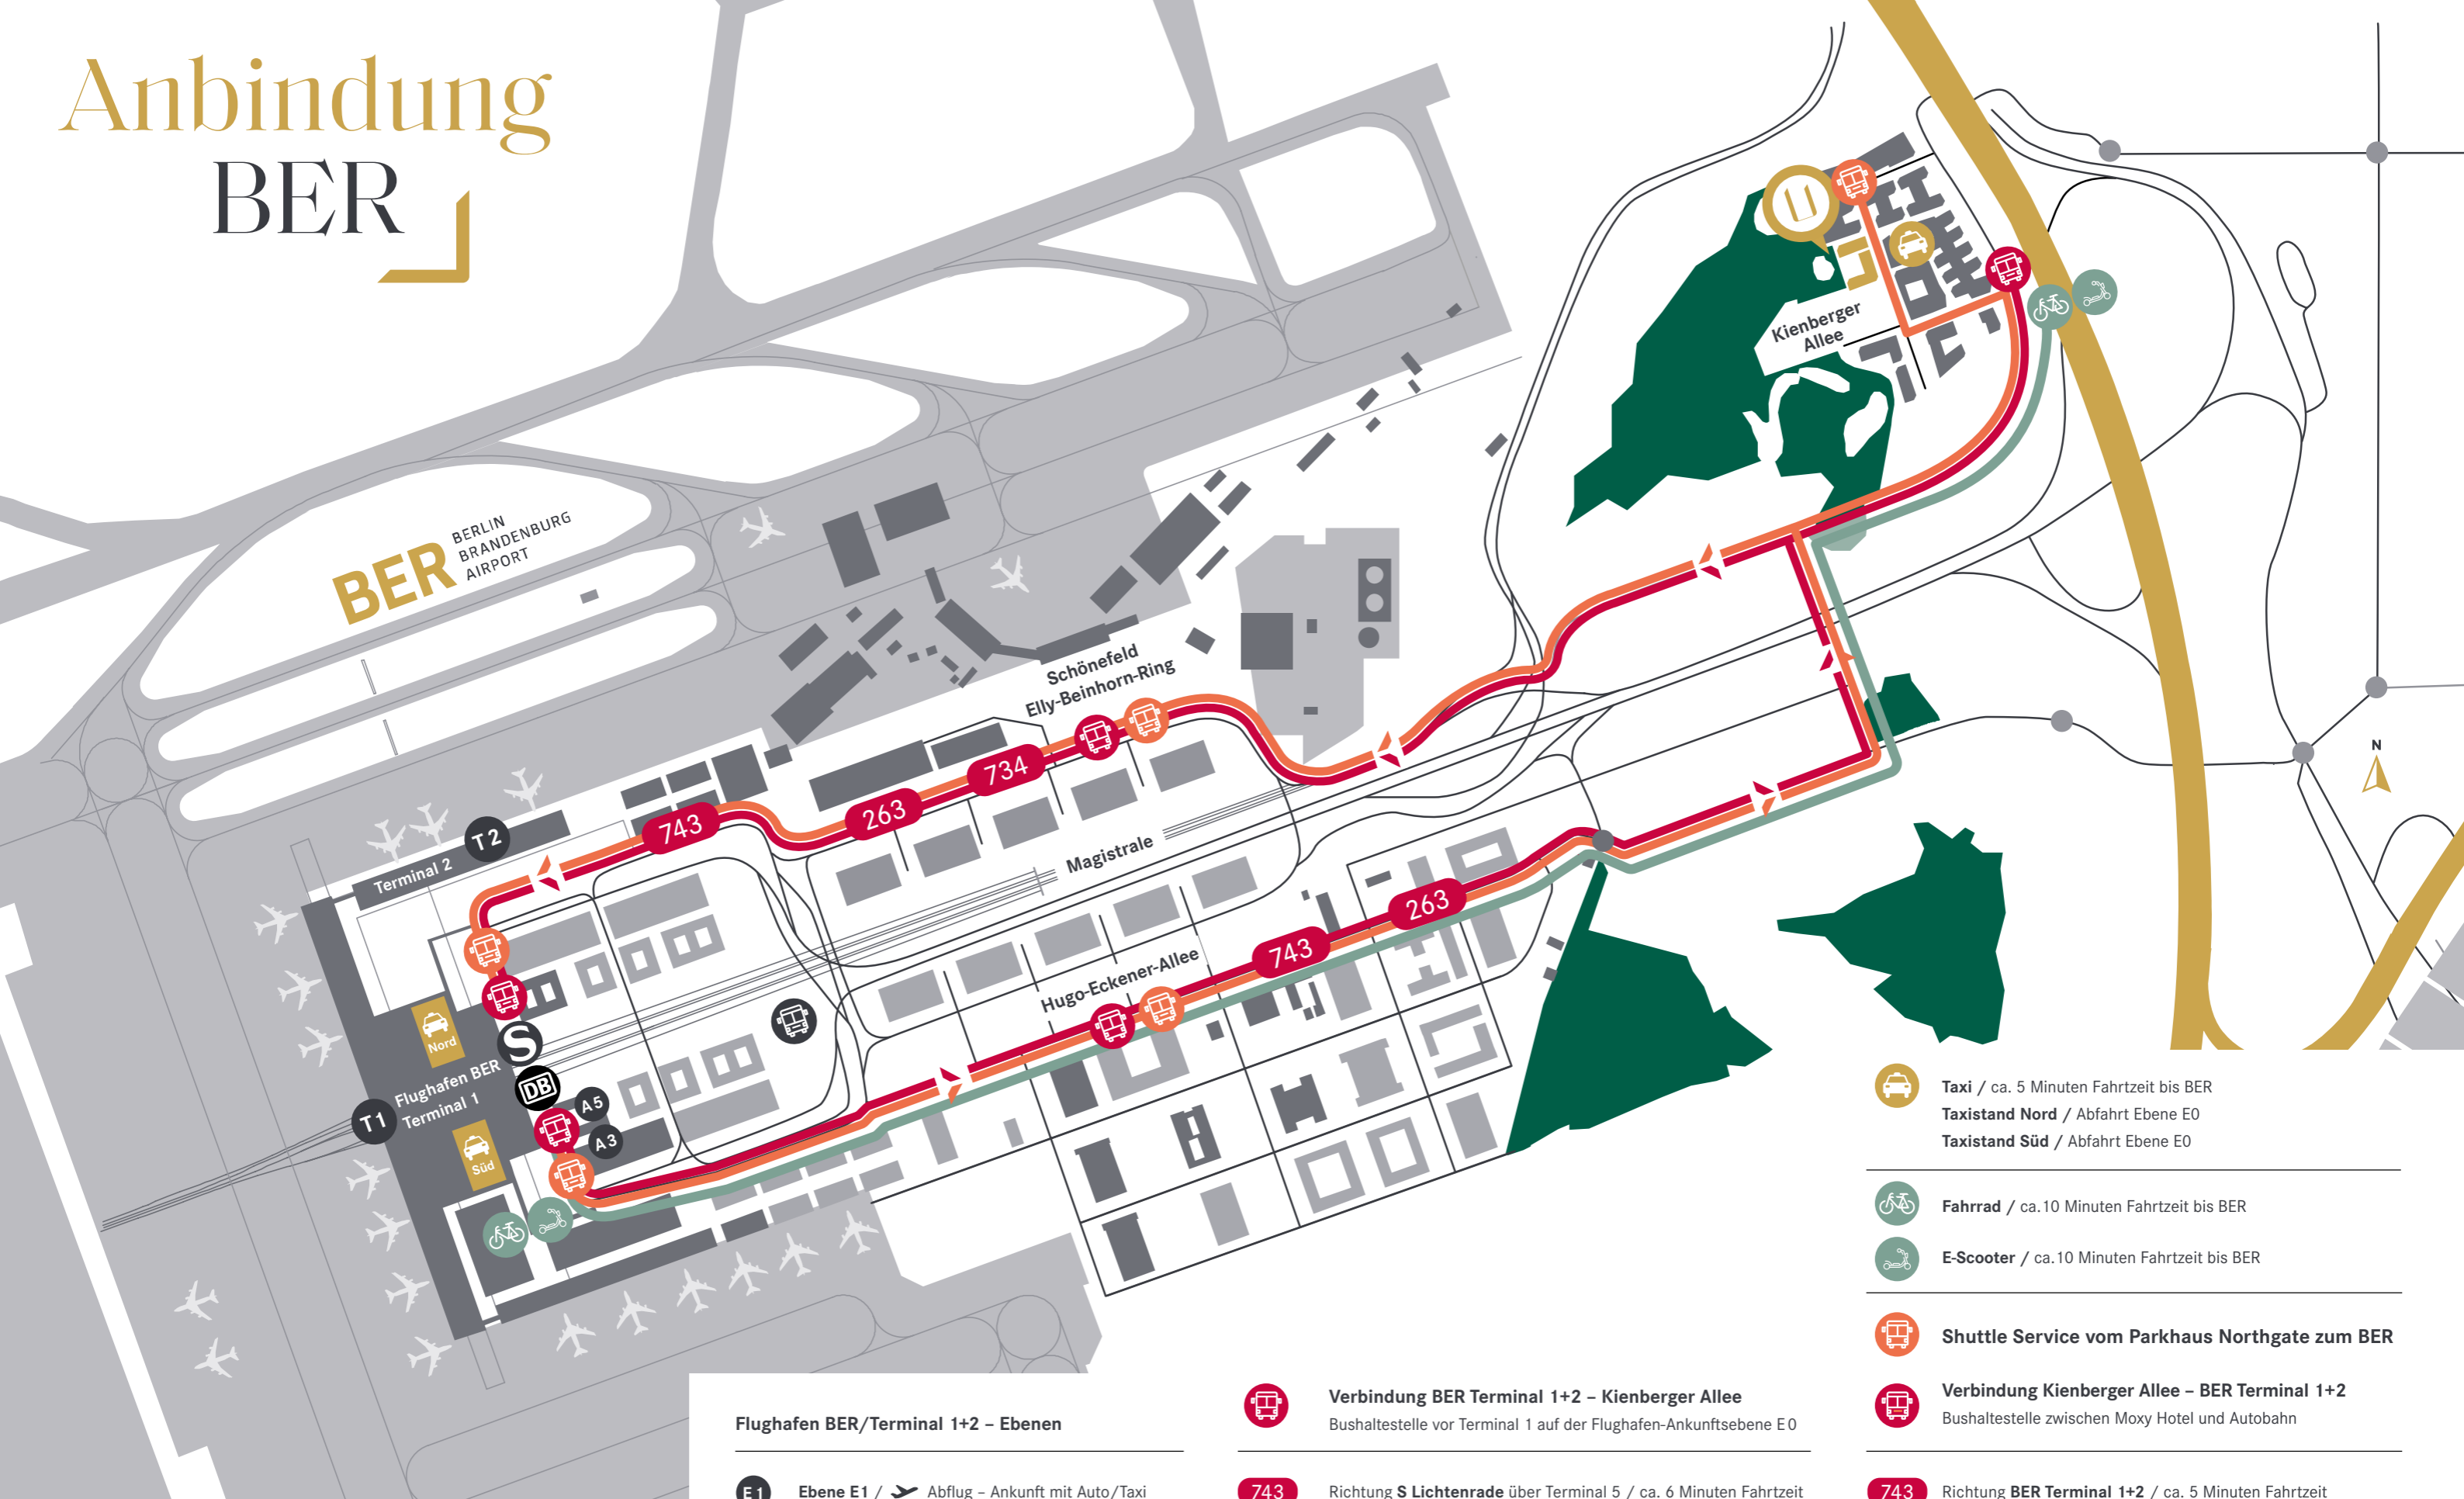 Anbindung
BER
BER
BERLIN
BRANDENBURG
AIRPORT
Kienberger
Allee
Schönefeld
Elly-Beinhorn-Ring
734
263
743
T 2
Terminal 2
Magistrale
N
263
743
Hugo-Eckener-Allee
Nord
S
DB
Flughafen BER
Terminal 1
T 1
A 5
A 3
Süd
Taxi / ca. 5 Minuten Fahrtzeit bis BER
Taxistand Nord / Abfahrt Ebene E0
Taxistand Süd / Abfahrt Ebene E0
Fahrrad / ca. 10 Minuten Fahrtzeit bis BER
E-Scooter / ca. 10 Minuten Fahrtzeit bis BER
Shuttle Service vom Parkhaus Northgate zum BER
Verbindung Kienberger Allee – BER Terminal 1+2
Bushaltestelle zwischen Moxy Hotel und Autobahn
743 Richtung BER Terminal 1+2 / ca. 5 Minuten Fahrtzeit
Verbindung BER Terminal 1+2 – Kienberger Allee
Bushaltestelle vor Terminal 1 auf der Flughafen-Ankunftsebene E0
743 Richtung S Lichtenrade über Terminal 5 / ca. 6 Minuten Fahrtzeit
Flughafen BER/Terminal 1+2 – Ebenen
E 1 Ebene E1 / Abflug – Ankunft mit Auto/Taxi